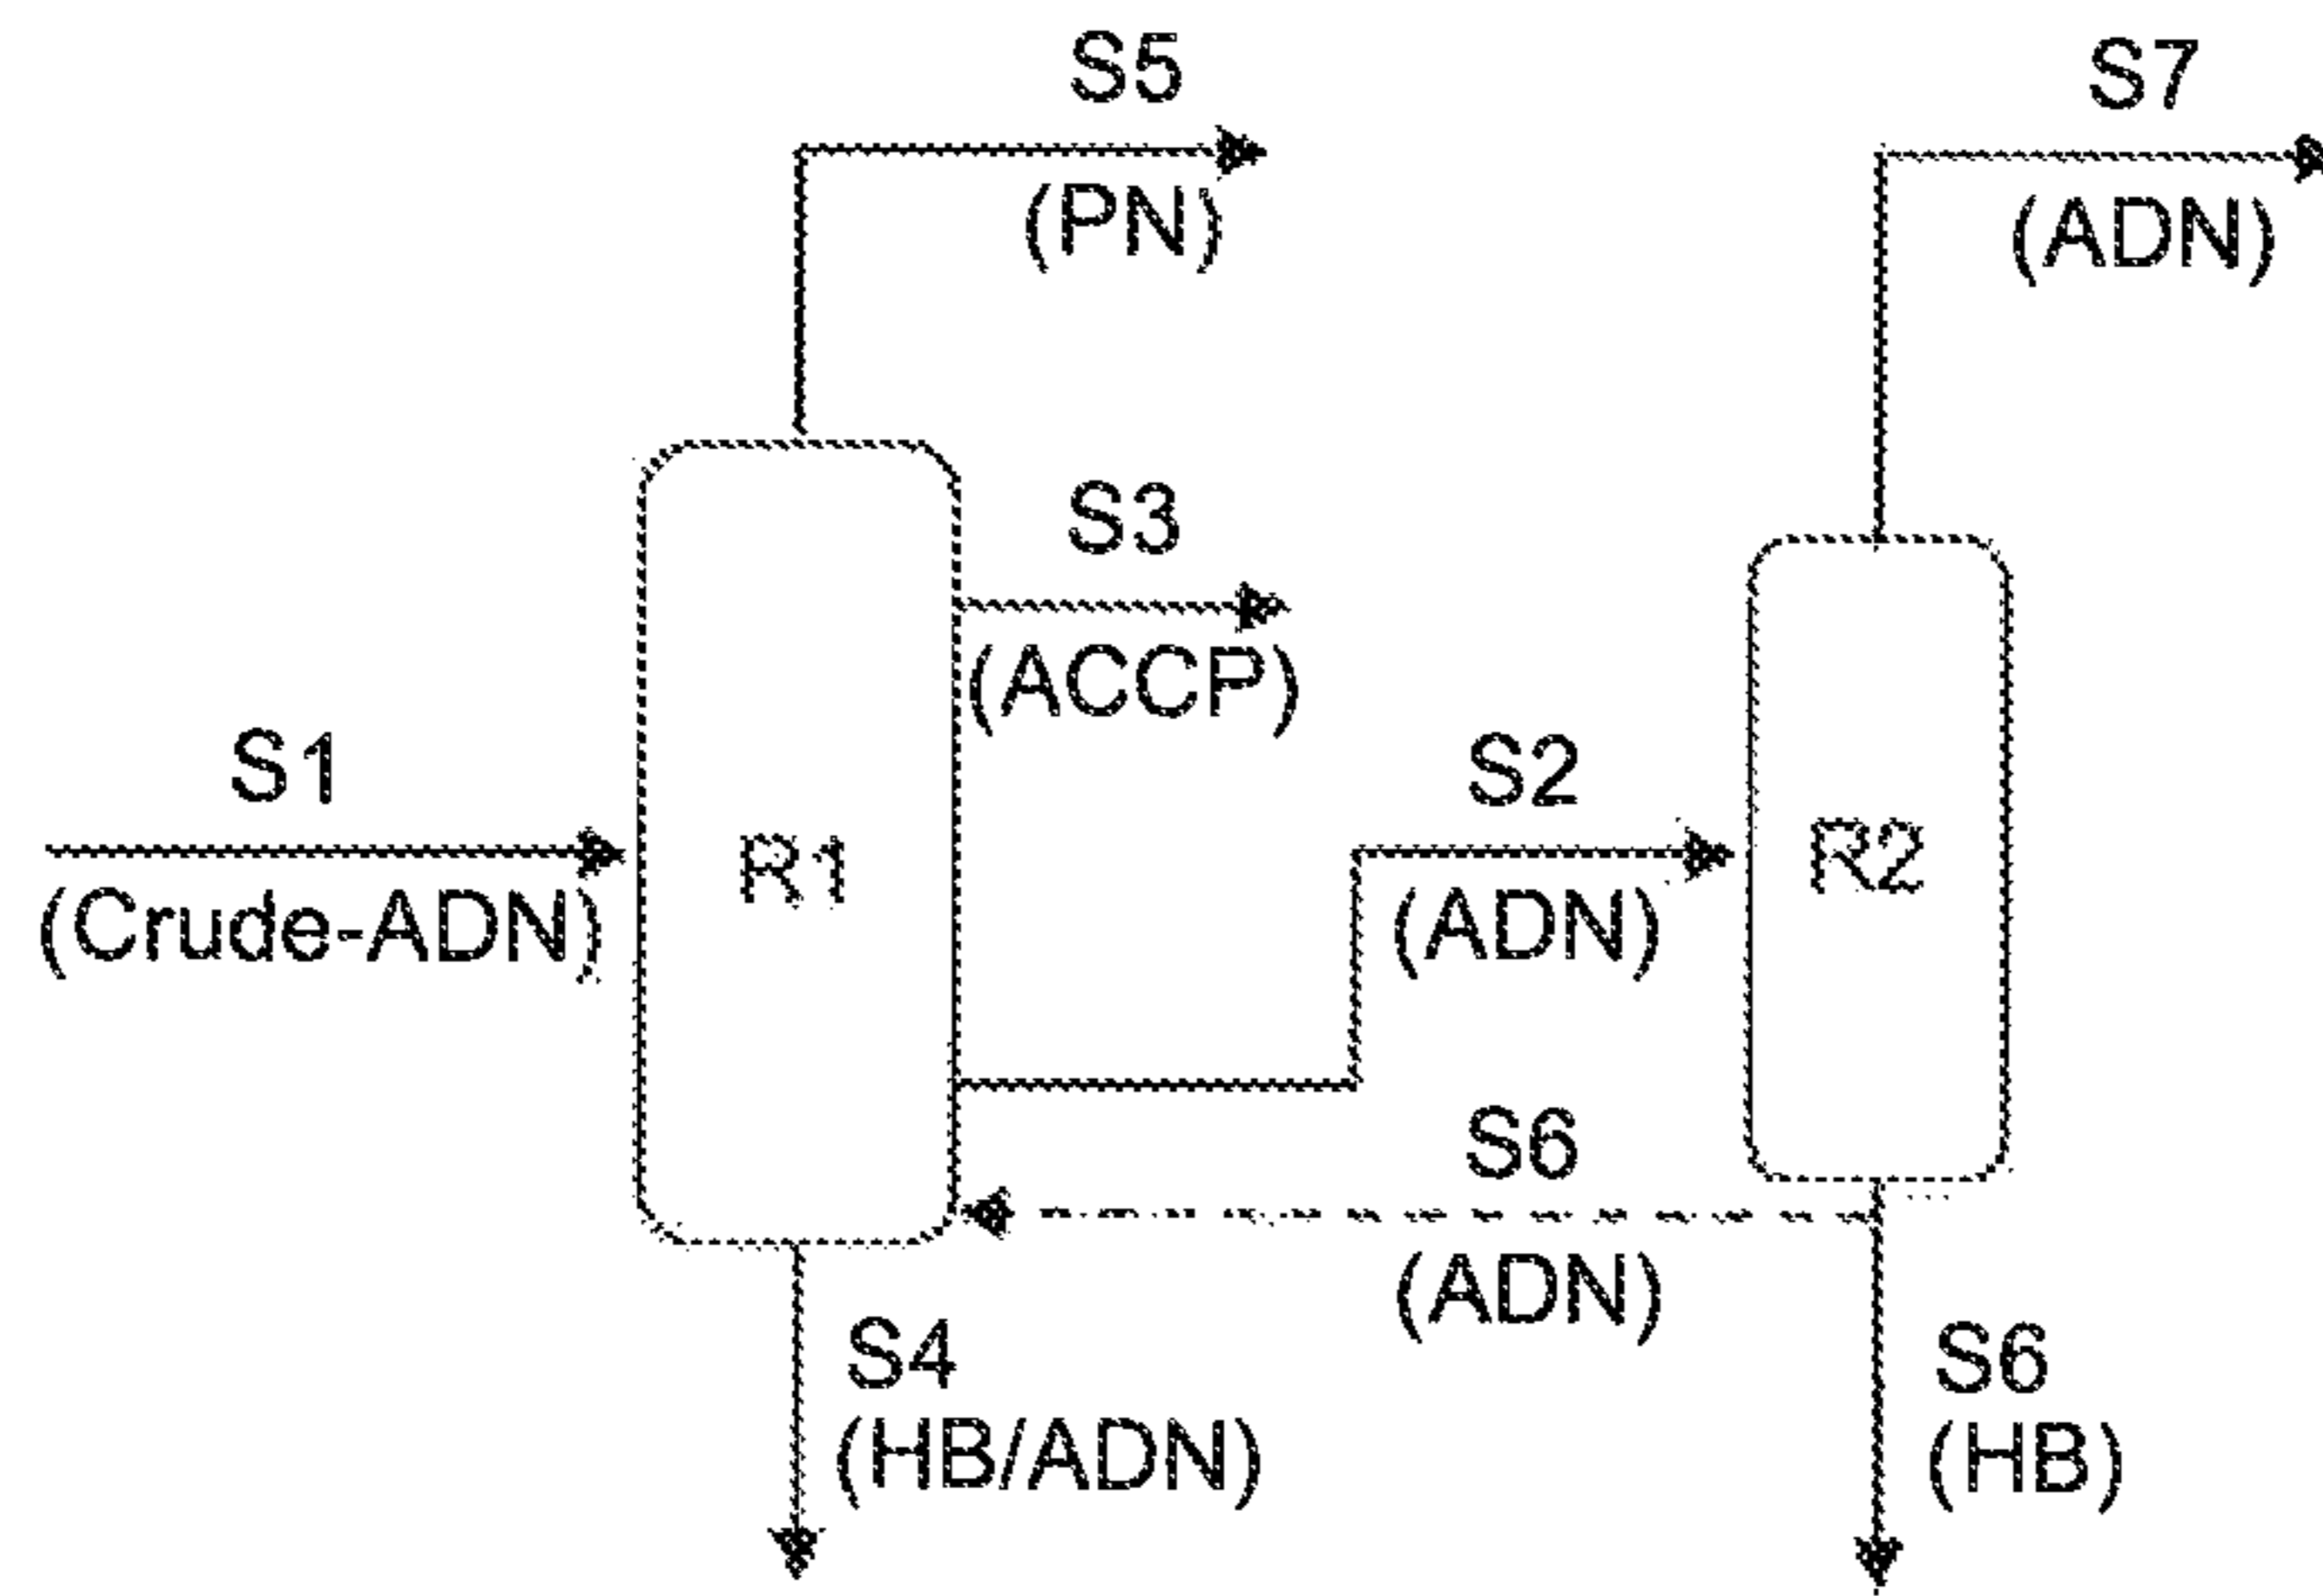 S5
(PN)
S7
(ADN)
S3
(ACCP)
S1
(Crude-ADN)
R1
S2
(ADN)
R2
S6
(ADN)
S4
(HB/ADN)
S6
(HB)